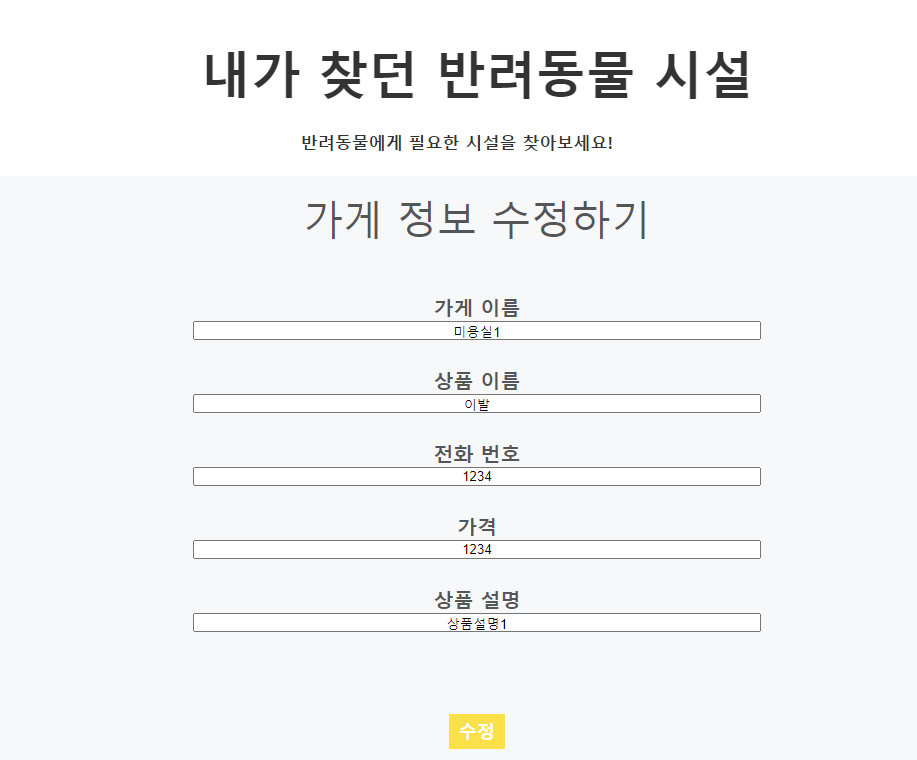 내가 찾던 반려동물 시설
반려동물에게 필요한 시설을 찾아보세요!
가게 정보 수정하기
가게 이름
미용실1
상품 이름
이발
전화 번호
1234
가격
1234
상품 설명
상품설명1
수정